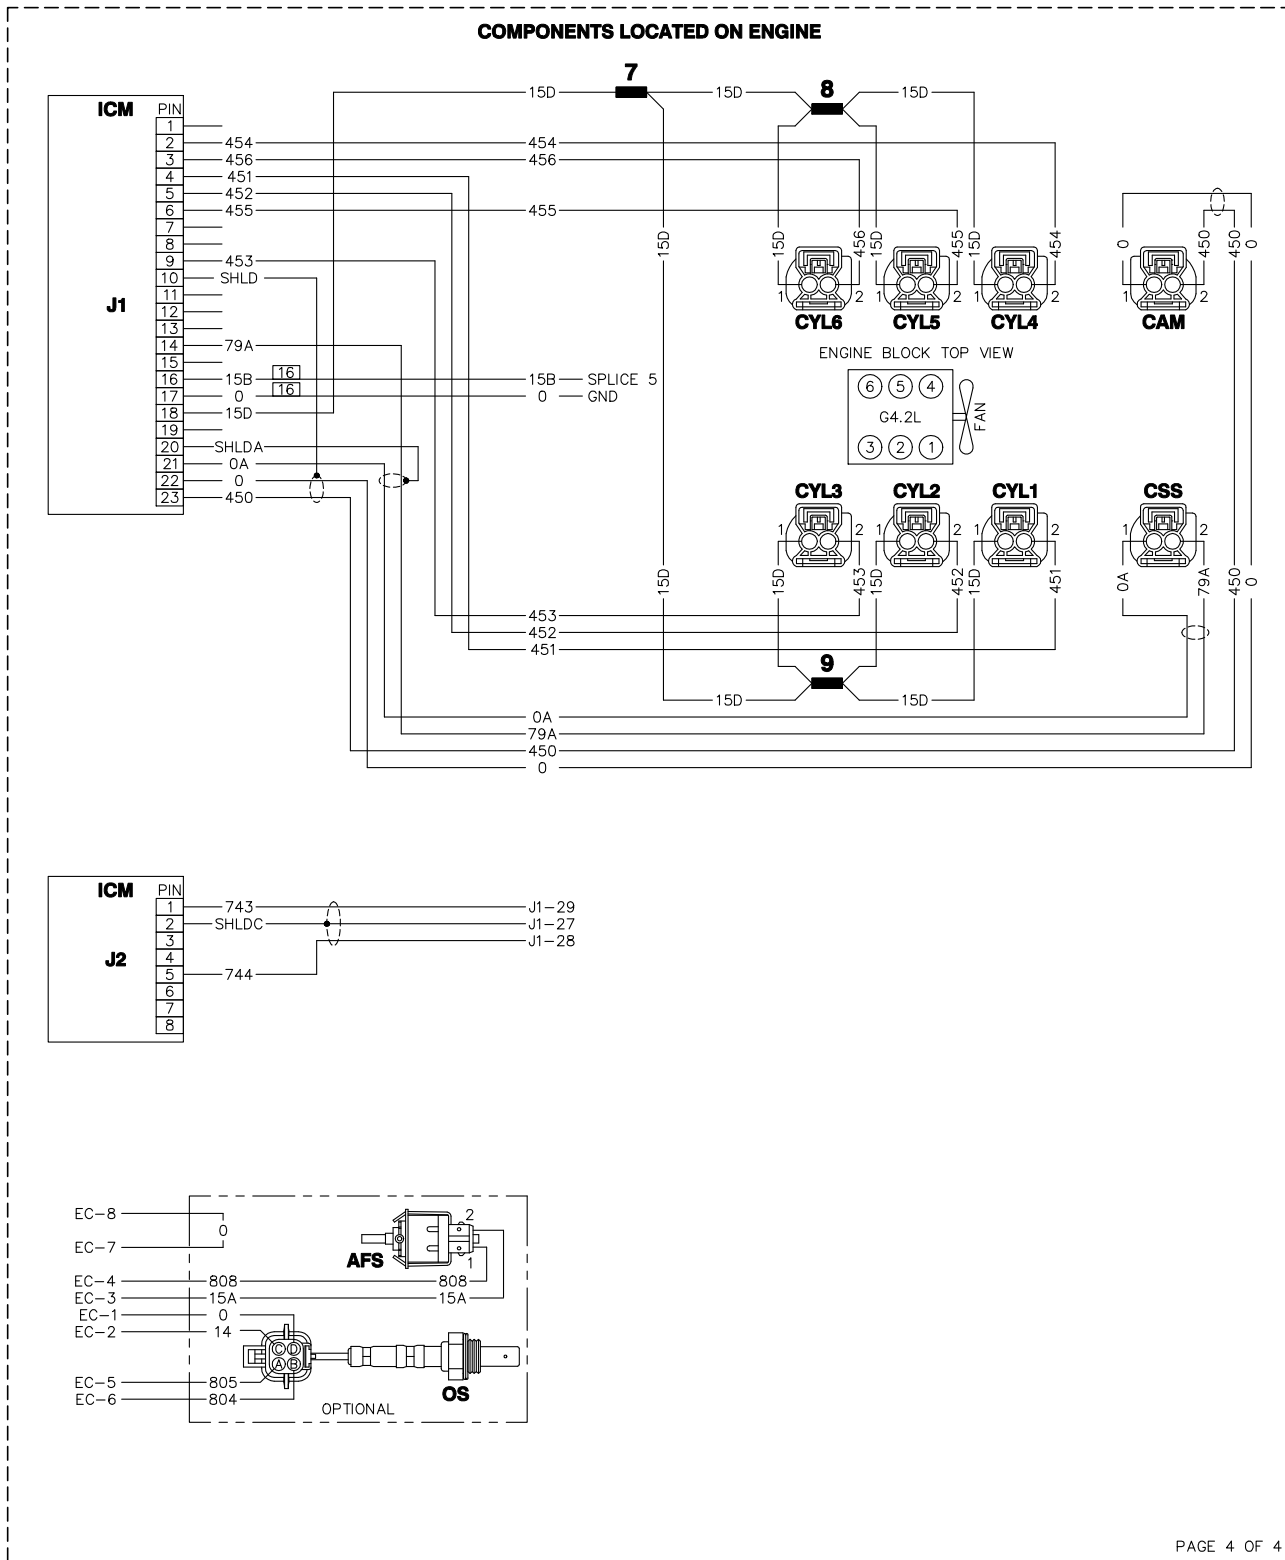 COMPONENTS LOCATED ON ENGINE
7
8
15D 15D 15D
ICM PIN
J1
1
2 454 454
3 456 456
4 451
5 452
6 455 455
7
8
9 453
10 SHLD
11
12
13
14 79A
15
16 15B 16 15B SPLICE 5
17 0 16 0 GND
18 15D
19
20 SHLDA
21 0A
22 0
23 450
15D 15D 456 15D 455 15D 454 0 450 450 0
1 2 1 2 1 2 1 2
CYL6 CYL5 CYL4 CAM
ENGINE BLOCK TOP VIEW
6 5 4
G4.2L
FAN
3 2 1
CYL3 CYL2 CYL1 CSS
1 2 1 2 1 2 1 2
15D 15D 453 15D 452 15D 451 0A 79A 450 0
453
452
451
9
15D 15D
0A
79A
450
0
ICM PIN
J2
1 743 J1-29
2 SHLDC J1-27
3 J1-28
4
5 744
6
7
8
EC-8
0
EC-7
2
AFS 1
EC-4 808 808
EC-3 15A 15A
EC-1 0
EC-2 14
C D
A B
EC-5 805
EC-6 804
OS
OPTIONAL
PAGE 4 OF 4